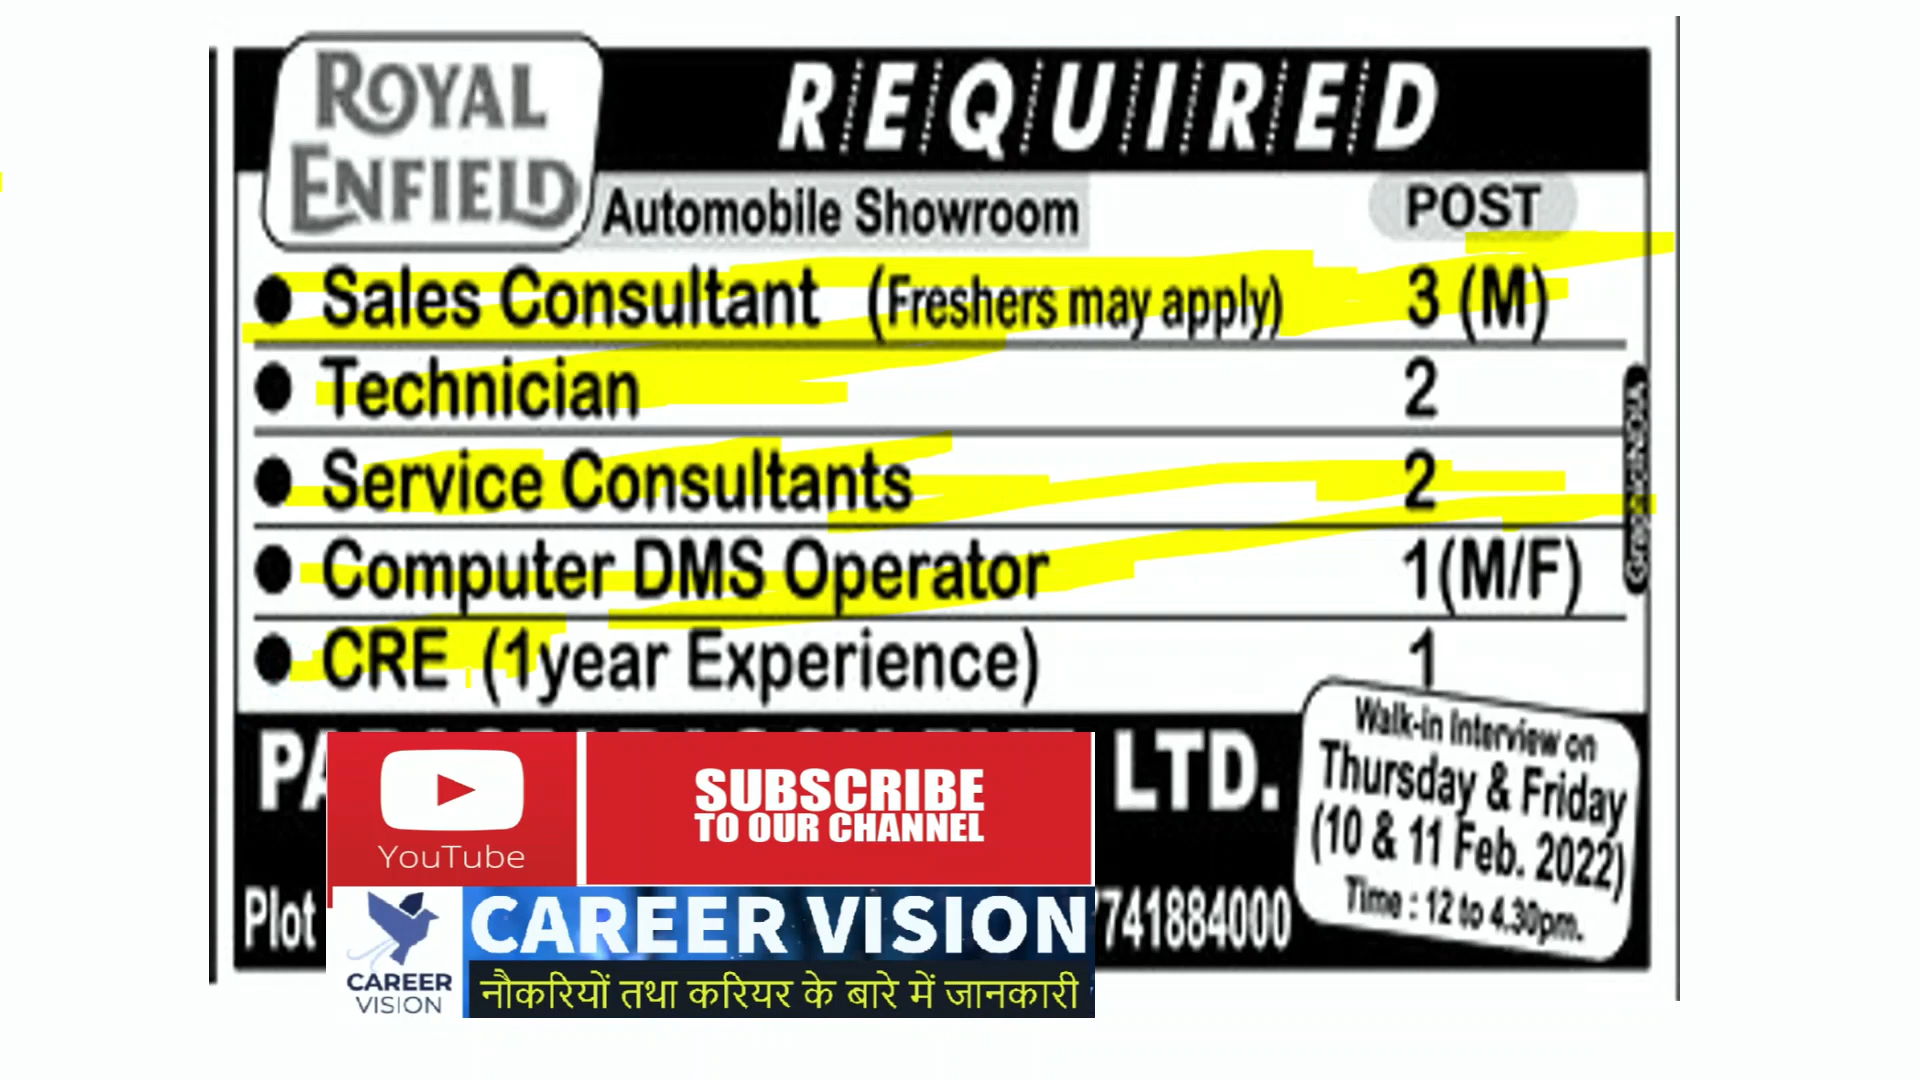 ROYAL
ENFIELD
REQUIRED
Automobile Showroom
POST
● Sales Consultant (Freshers may apply) 3 (M)
● Technician 2
● Service Consultants 2
● Computer DMS Operator 1(M/F)
● CRE (1year Experience) 1
LTD.
Walk-in Interview on
Thursday & Friday
(10 & 11 Feb. 2022)
Time : 12 to 4.30pm.
YouTube
SUBSCRIBE
TO OUR CHANNEL
Plot
741884000
CAREER
VISION
CAREER VISION
नौकरियों तथा करियर के बारे में जानकारी